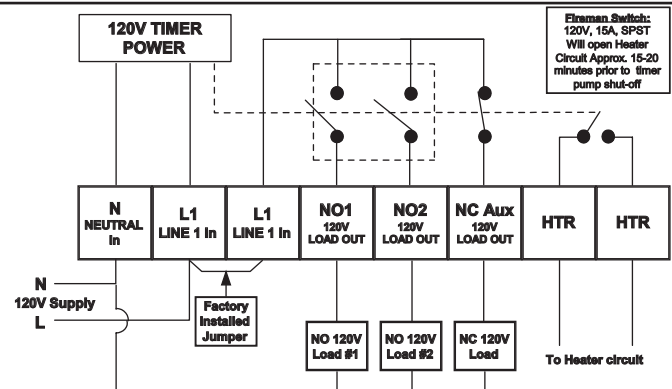 120V TIMER
POWER
Fireman Switch:
120V, 15A, SPST
Will open Heater
Circuit Approx. 15-20
minutes prior to timer
pump shut-off
N
NEUTRAL
in
L1
LINE 1 In
L1
LINE 1 In
NO1
120V
LOAD OUT
NO2
120V
LOAD OUT
NC Aux
120V
LOAD OUT
HTR
HTR
N
120V Supply
L
Factory
Installed
Jumper
NO 120V
Load #1
NO 120V
Load #2
NC 120V
Load
To Heater circuit